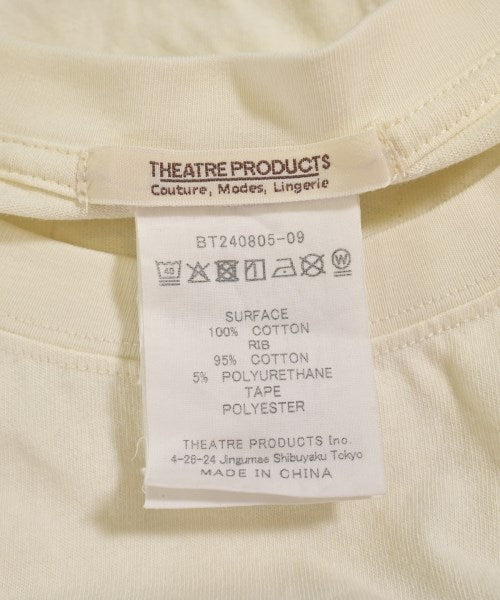 THEATRE PRODUCTS
Couture, Modes, Lingerie
BT240805-09
40
SURFACE
100% COTTON
RIB
95% COTTON
5% POLYURETHANE
TAPE
POLYESTER
THEATRE PRODUCTS Inc.
4-26-24 Jingumae Shibuyaku Tokyo
MADE IN CHINA